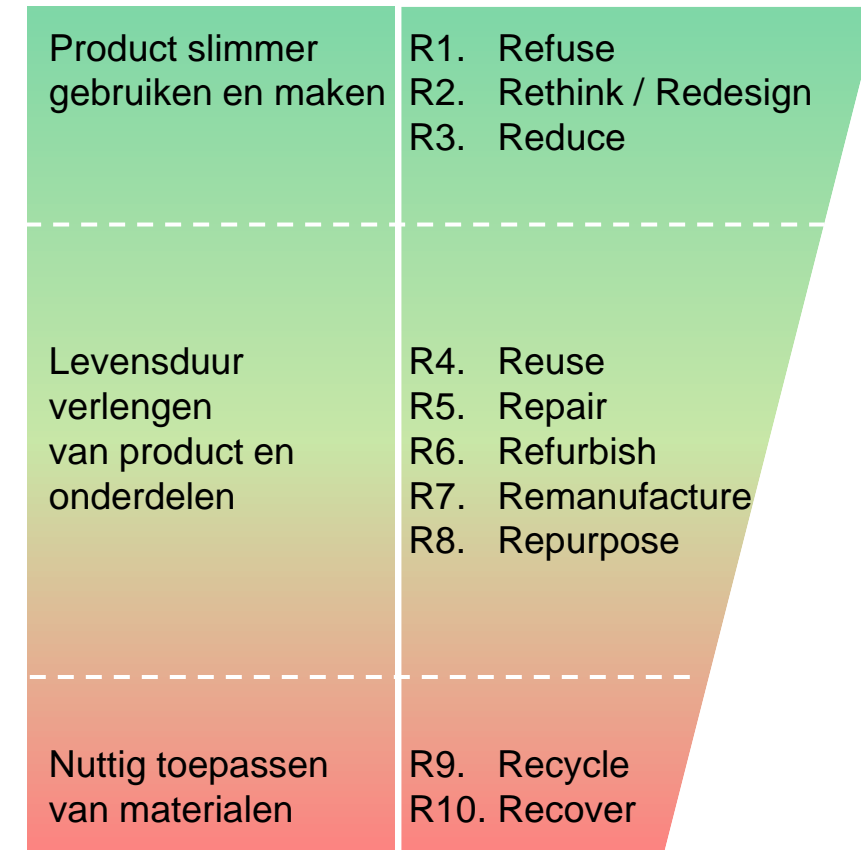 Product slimmer
gebruiken en maken
R1. Refuse
R2. Rethink / Redesign
R3. Reduce
Levensduur
verlengen
van product en
onderdelen
R4. Reuse
R5. Repair
R6. Refurbish
R7. Remanufacture
R8. Repurpose
Nuttig toepassen
van materialen
R9. Recycle
R10. Recover